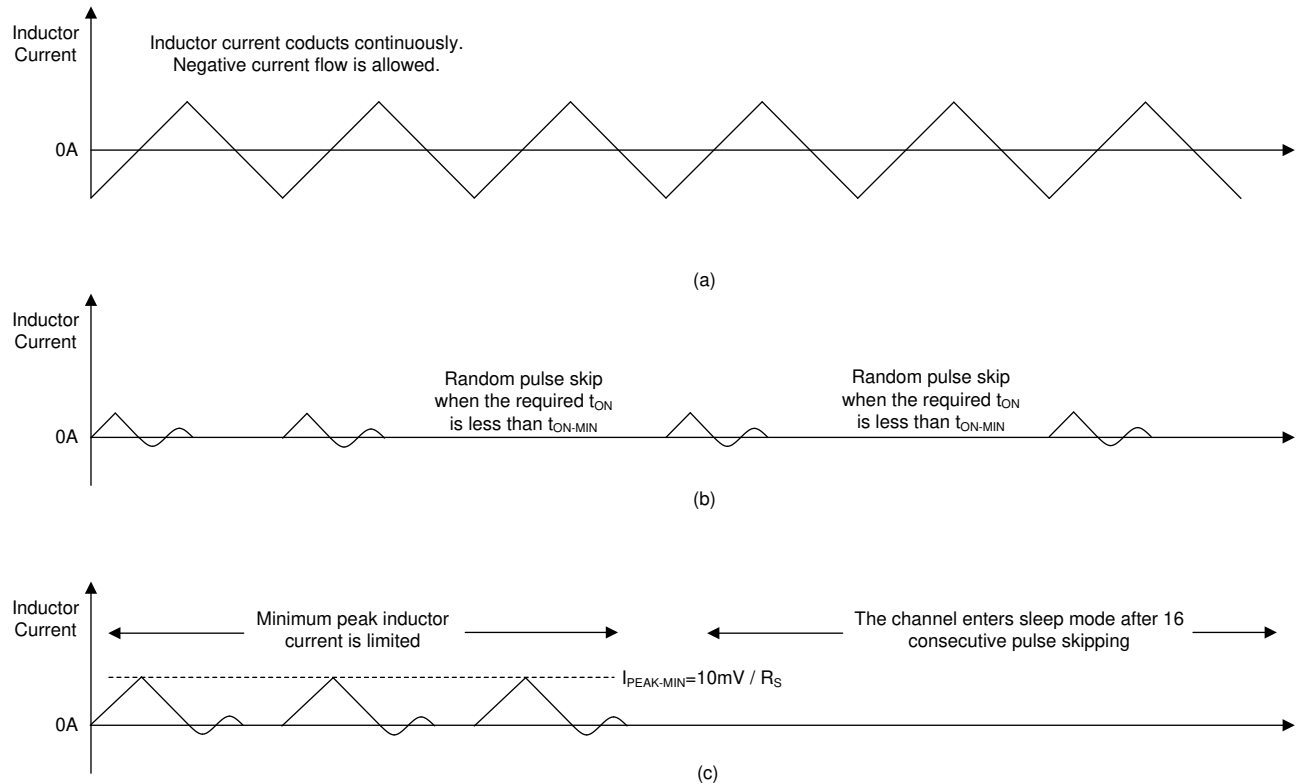 Inductor
Current
Inductor current coducts continuously.
Negative current flow is allowed.
0A
(a)
Inductor
Current
Random pulse skip
when the required tON
is less than tON-MIN
Random pulse skip
when the required tON
is less than tON-MIN
0A
(b)
Inductor
Current
Minimum peak inductor
current is limited
The channel enters sleep mode after 16
consecutive pulse skipping
IPEAK-MIN=10mV / RS
0A
(c)